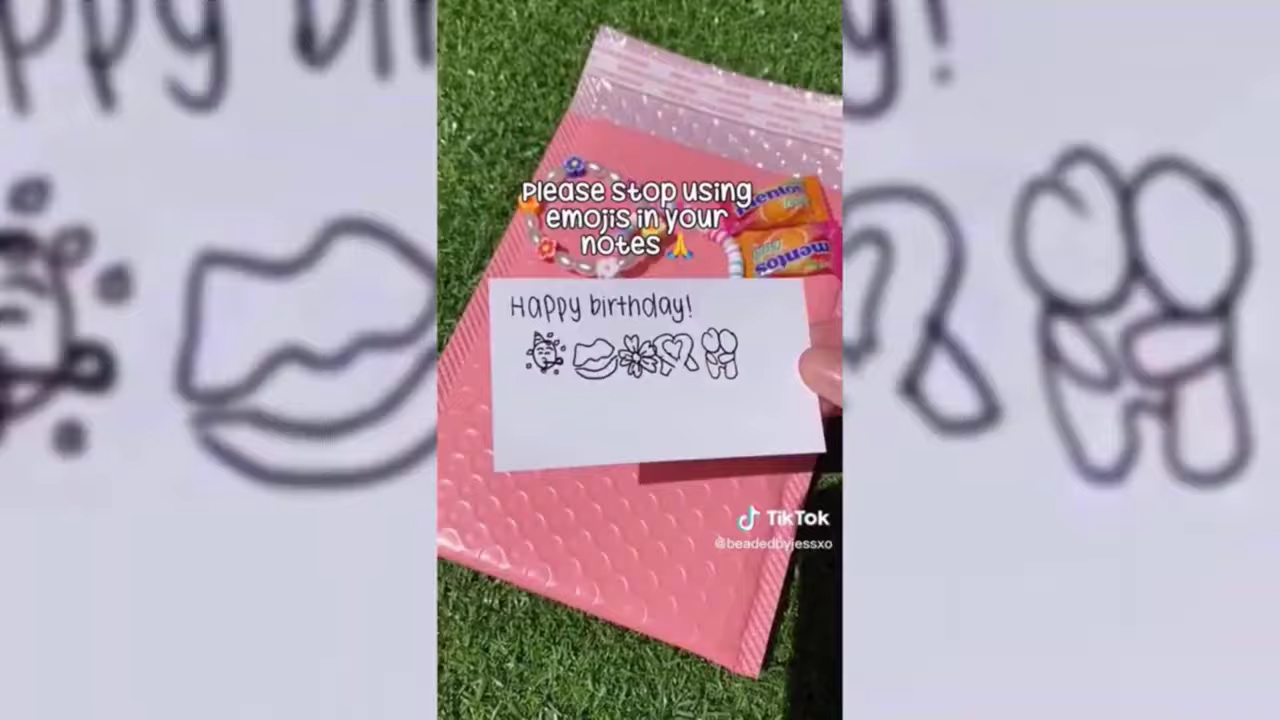 Please stop using
emojis in your
notes 🙏
mentos
mentos
Happy birthday!
TikTok
@beadedbyjessxo